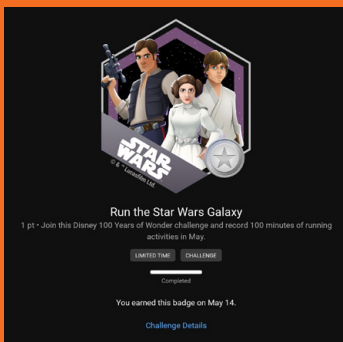 STAR
WARS
© & ™ Lucasfilm Ltd.
Run the Star Wars Galaxy
1 pt • Join this Disney 100 Years of Wonder challenge and record 100 minutes of running
activities in May.
LIMITED TIME CHALLENGE
Completed
You earned this badge on May 14.
Challenge Details